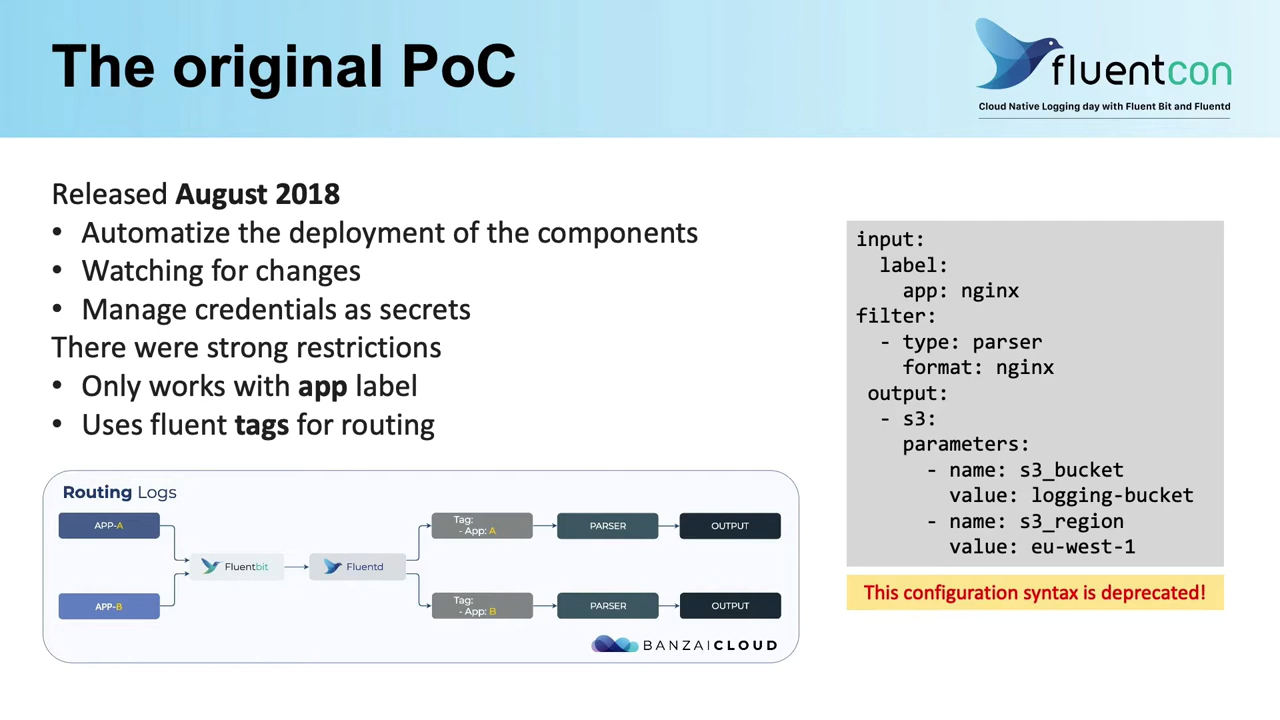 The original PoC
fluentcon
Cloud Native Logging day with Fluent Bit and Fluentd
Released August 2018
• Automatize the deployment of the components
• Watching for changes
• Manage credentials as secrets
There were strong restrictions
• Only works with app label
• Uses fluent tags for routing
input:
  label:
    app: nginx
filter:
  - type: parser
    format: nginx
 output:
  - s3:
    parameters:
      - name: s3_bucket
        value: logging-bucket
      - name: s3_region
        value: eu-west-1
This configuration syntax is deprecated!
Routing Logs
APP-A
APP-B
Fluentbit
Fluentd
Tag:
- App: A
PARSER
OUTPUT
Tag:
- App: B
PARSER
OUTPUT
BANZAICLOUD